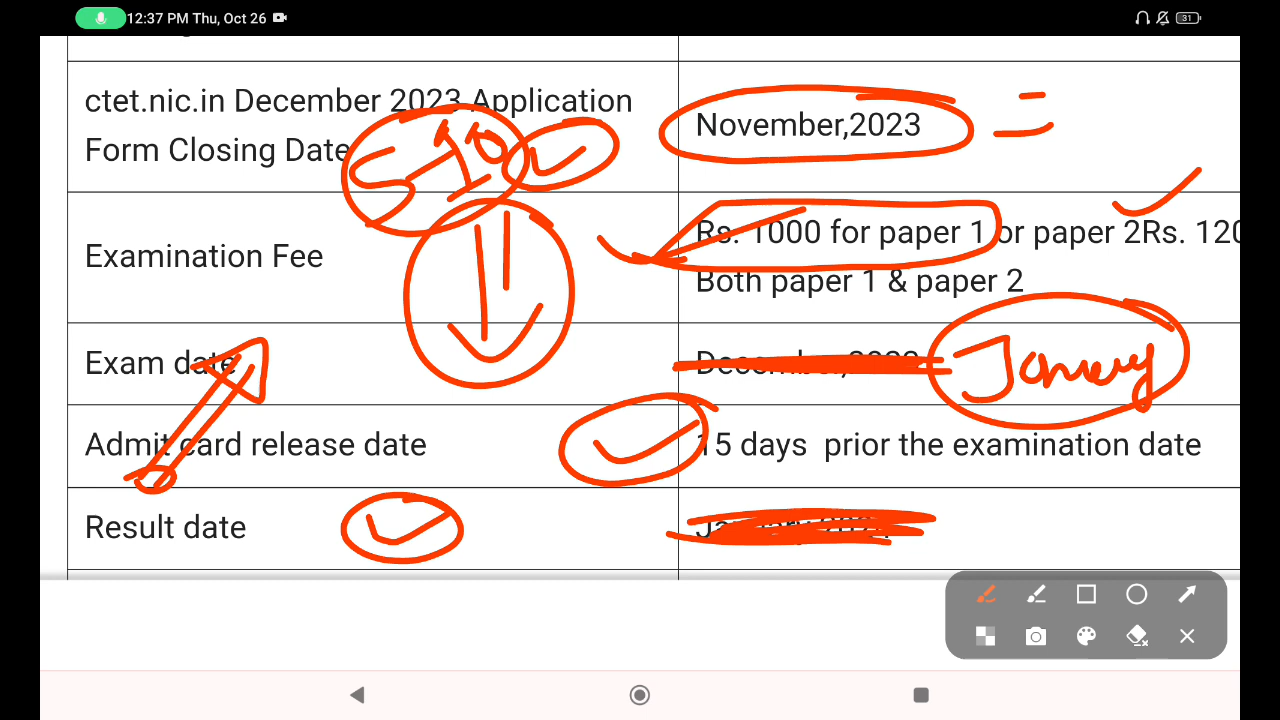 12:37 PM Thu, Oct 26
31
ctet.nic.in December 2023 Application
Form Closing Date
November,2023
Examination Fee
Rs. 1000 for paper 1 or paper 2Rs. 120
Both paper 1 & paper 2
Exam date
Admit card release date
15 days prior the examination date
Result date